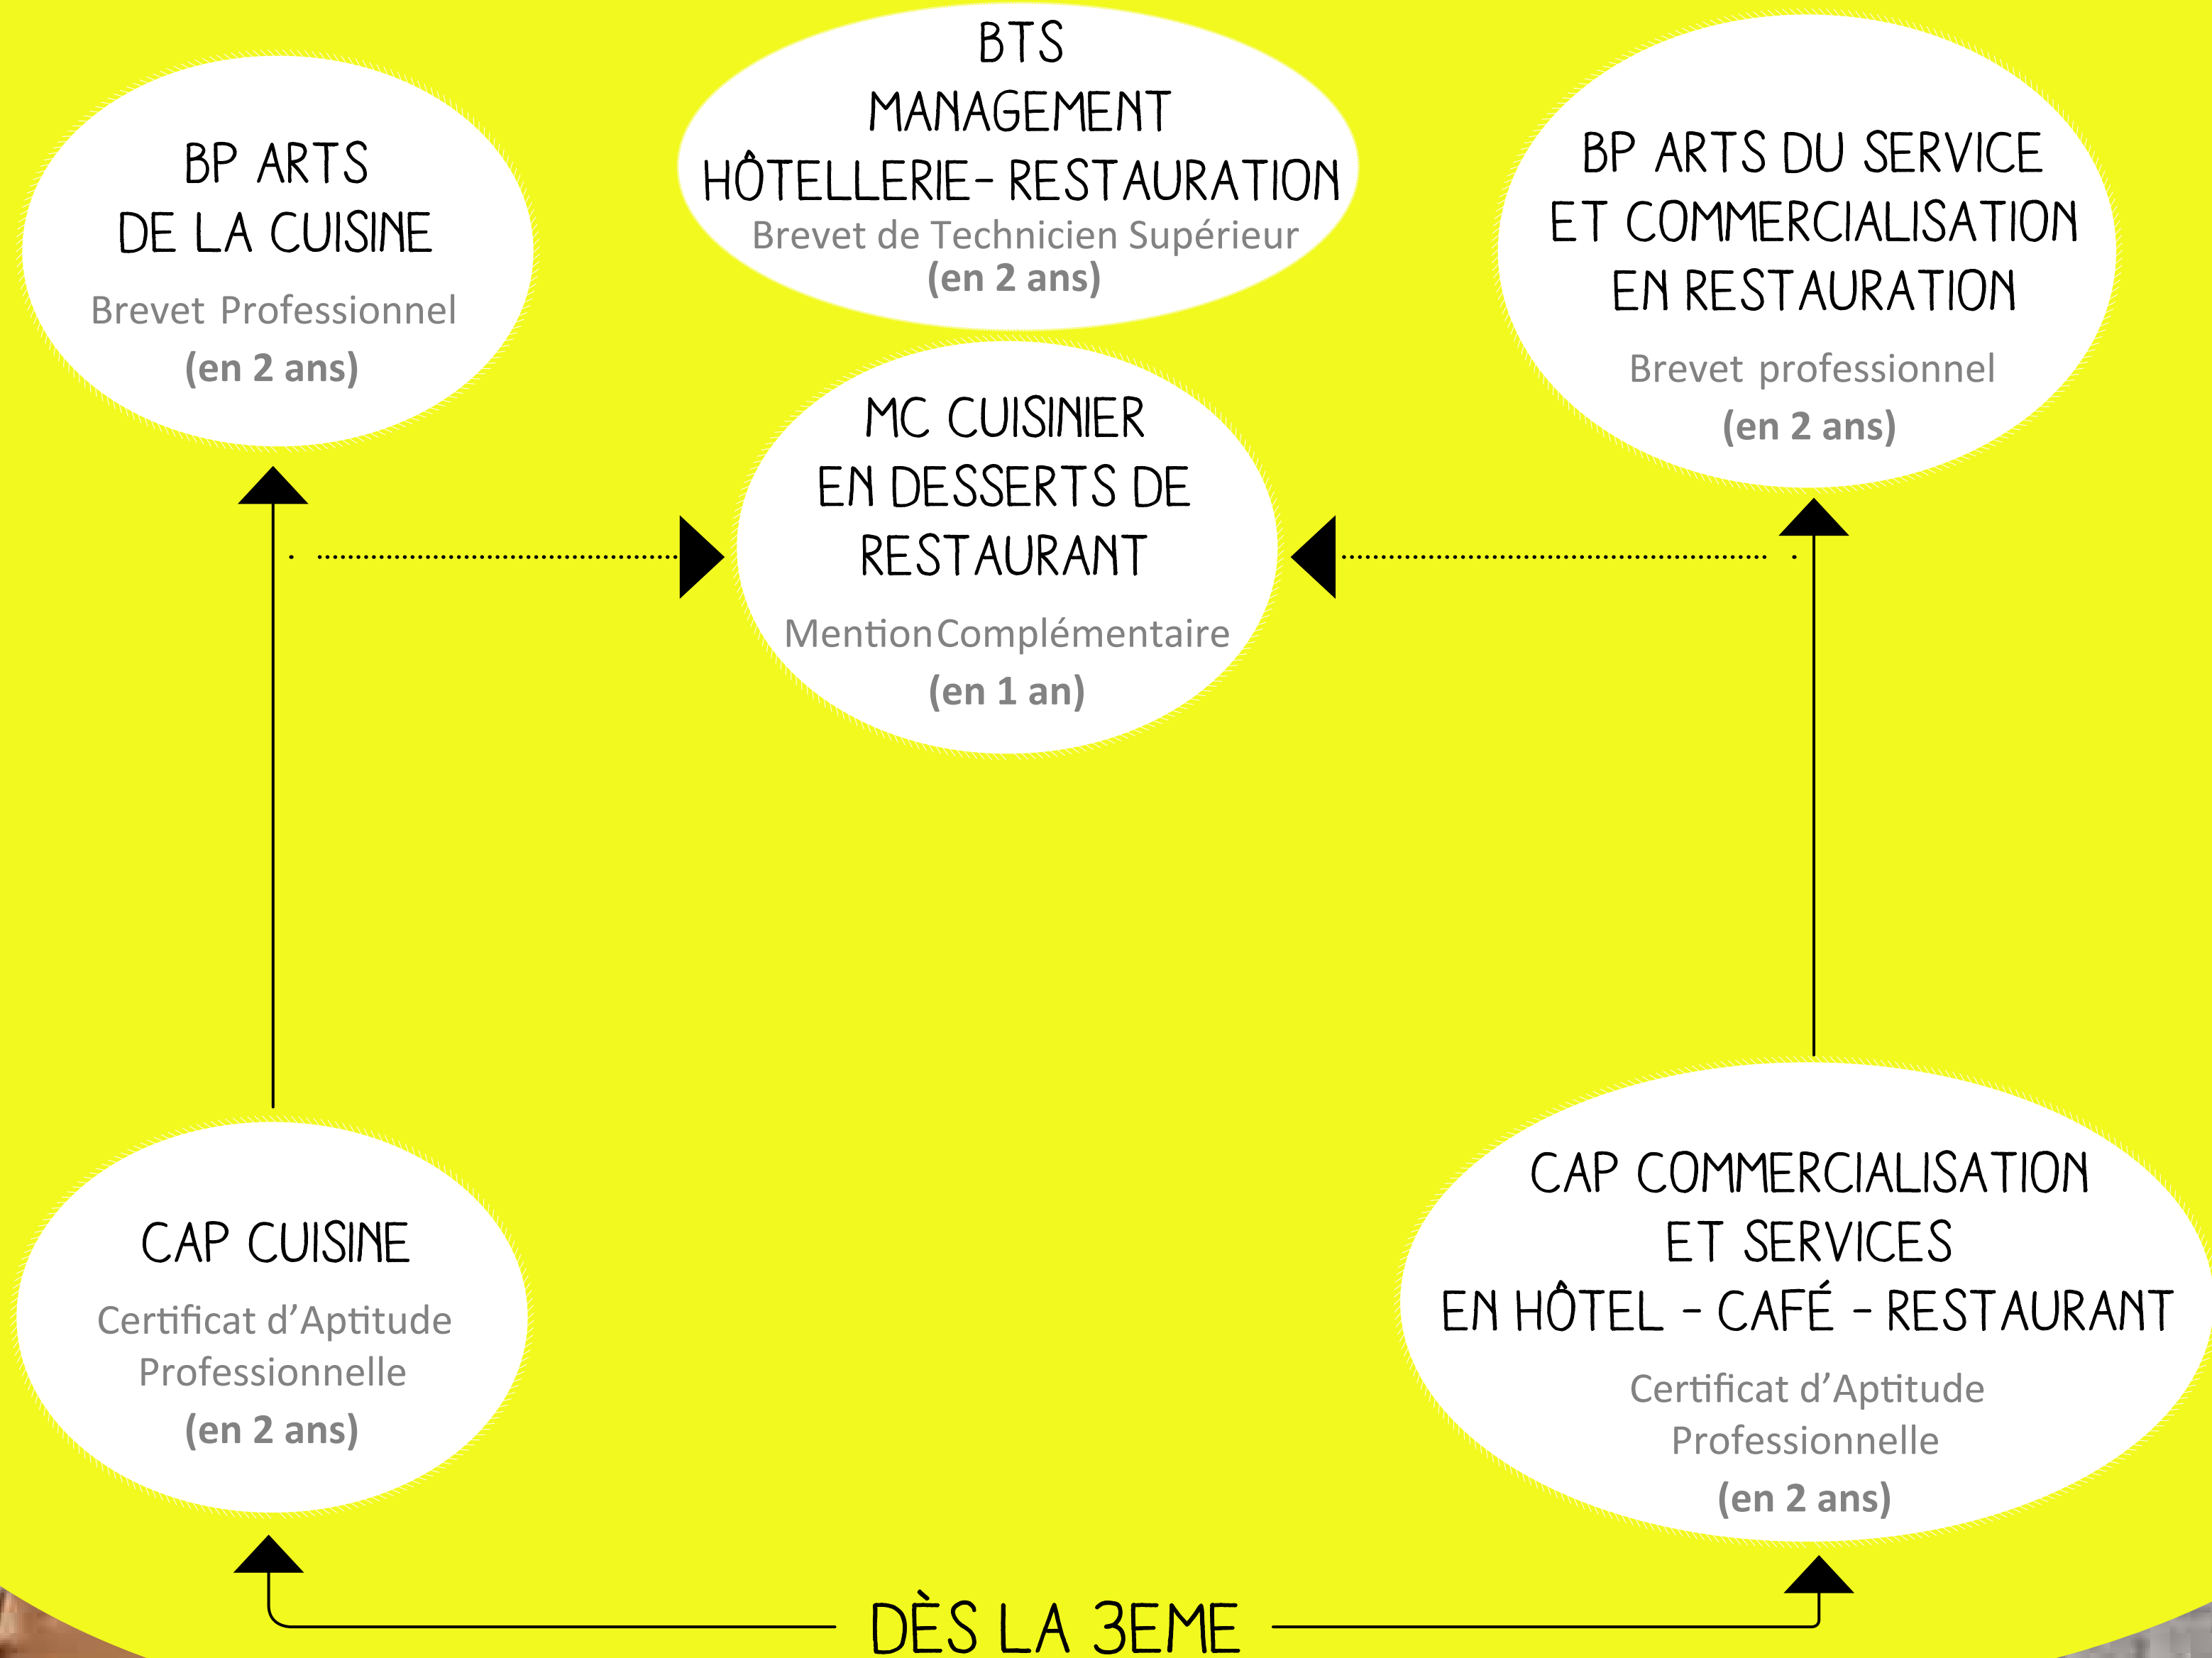 BTS
MANAGEMENT
HÔTELLERIE- RESTAURATION
Brevet de Technicien Supérieur
(en 2 ans)
BP ARTS
DE LA CUISINE
Brevet Professionnel
(en 2 ans)
BP ARTS DU SERVICE
ET COMMERCIALISATION
EN RESTAURATION
Brevet professionnel
(en 2 ans)
MC CUISINIER
EN DESSERTS DE
RESTAURANT
Mention Complémentaire
(en 1 an)
CAP CUISINE
Certificat d’Aptitude
Professionnelle
(en 2 ans)
CAP COMMERCIALISATION
ET SERVICES
EN HÔTEL - CAFÉ - RESTAURANT
Certificat d’Aptitude
Professionnelle
(en 2 ans)
DÈS LA 3EME